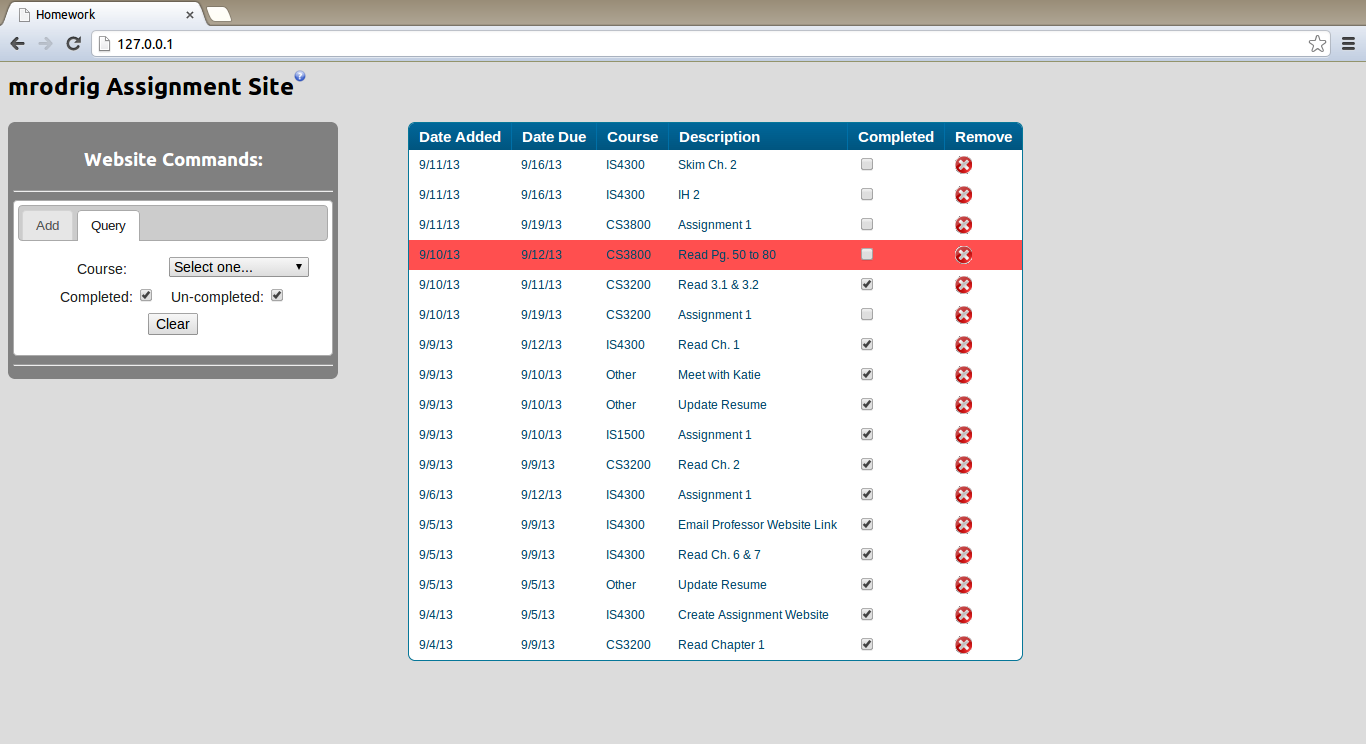 Homework
127.0.0.1
mrodrig Assignment Site?
Website Commands:
Add Query
Course: Select one...
Completed: Un-completed:
Clear
Date Added Date Due Course Description Completed Remove
9/11/13 9/16/13 IS4300 Skim Ch. 2
9/11/13 9/16/13 IS4300 IH 2
9/11/13 9/19/13 CS3800 Assignment 1
9/10/13 9/12/13 CS3800 Read Pg. 50 to 80
9/10/13 9/11/13 CS3200 Read 3.1 & 3.2
9/10/13 9/19/13 CS3200 Assignment 1
9/9/13 9/12/13 IS4300 Read Ch. 1
9/9/13 9/10/13 Other Meet with Katie
9/9/13 9/10/13 Other Update Resume
9/9/13 9/10/13 IS1500 Assignment 1
9/9/13 9/9/13 CS3200 Read Ch. 2
9/6/13 9/12/13 IS4300 Assignment 1
9/5/13 9/9/13 IS4300 Email Professor Website Link
9/5/13 9/9/13 IS4300 Read Ch. 6 & 7
9/5/13 9/5/13 Other Update Resume
9/4/13 9/5/13 IS4300 Create Assignment Website
9/4/13 9/9/13 CS3200 Read Chapter 1